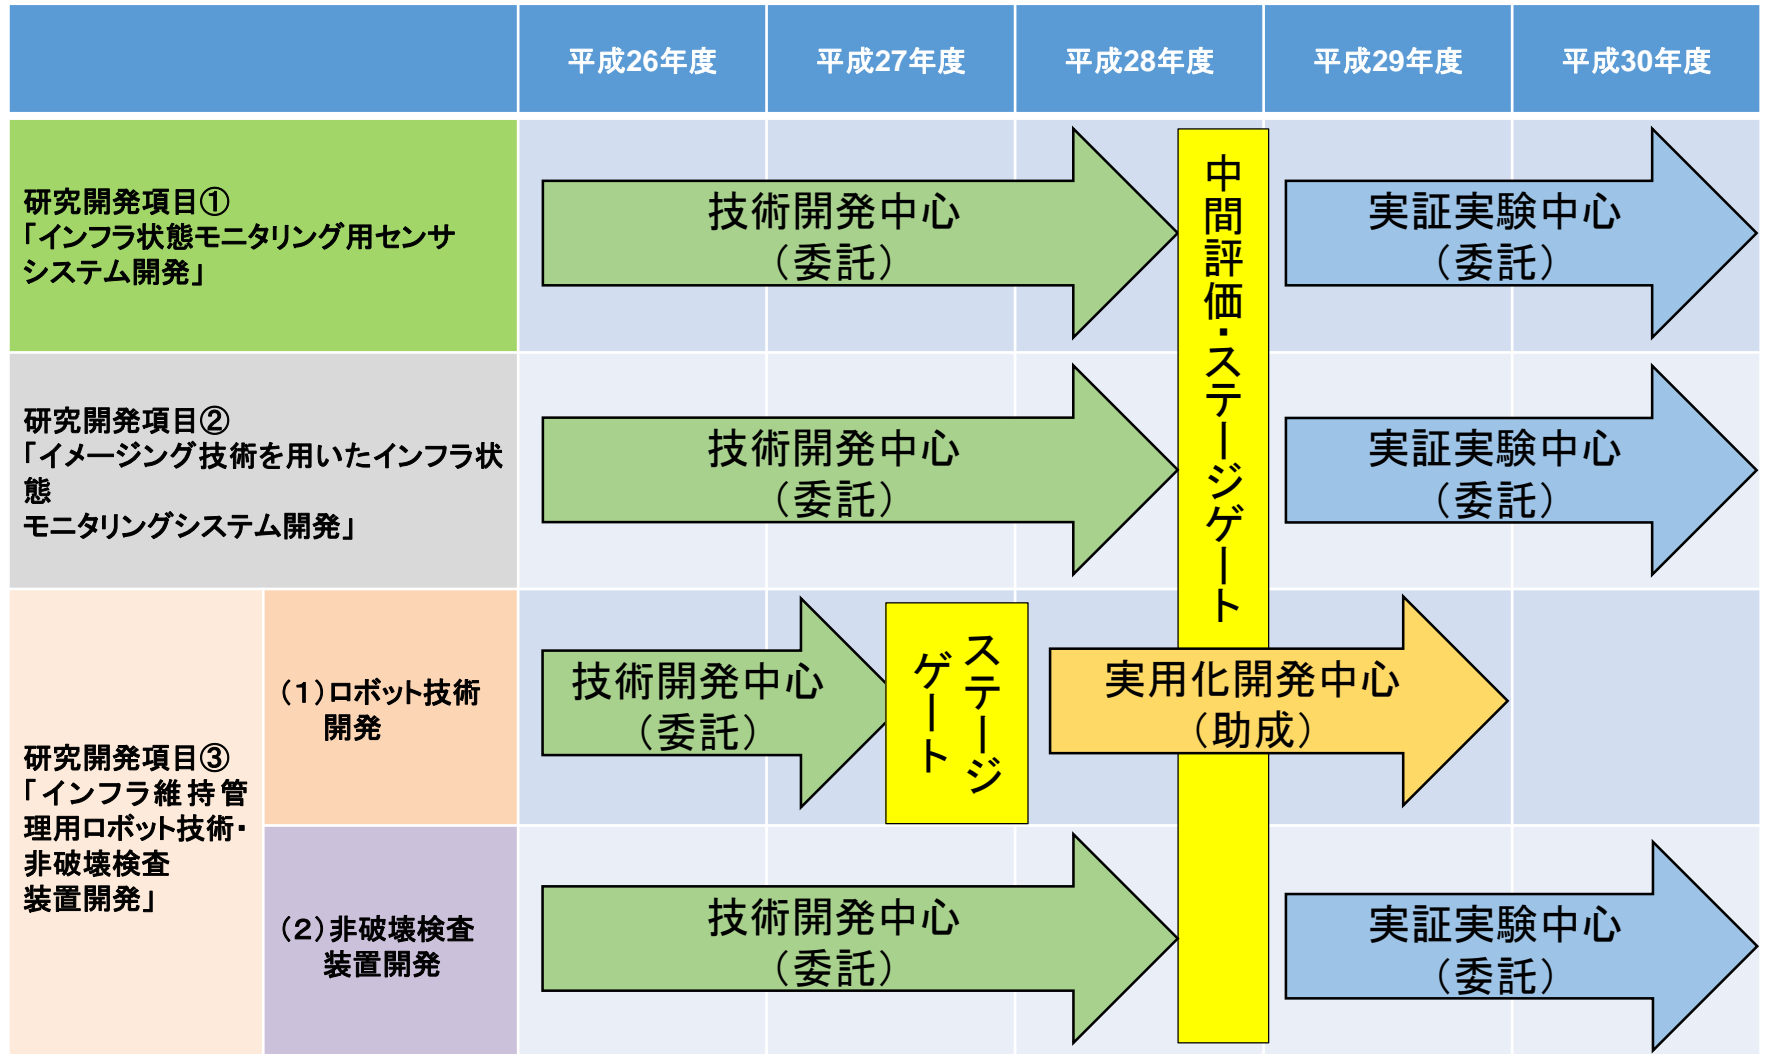 平成26年度
平成27年度
平成28年度
平成29年度
平成30年度
研究開発項目①
「インフラ状態モニタリング用センサ
システム開発」
技術開発中心
（委託）
中間評価・ステージゲート
実証実験中心
（委託）
研究開発項目②
「イメージング技術を用いたインフラ状
態
モニタリングシステム開発」
技術開発中心
（委託）
実証実験中心
（委託）
研究開発項目③
「インフラ維持管
理用ロボット技術・
非破壊検査
装置開発」
（１）ロボット技術
開発
技術開発中心
（委託）
ステージ
ゲート
実用化開発中心
（助成）
（２）非破壊検査
装置開発
技術開発中心
（委託）
実証実験中心
（委託）